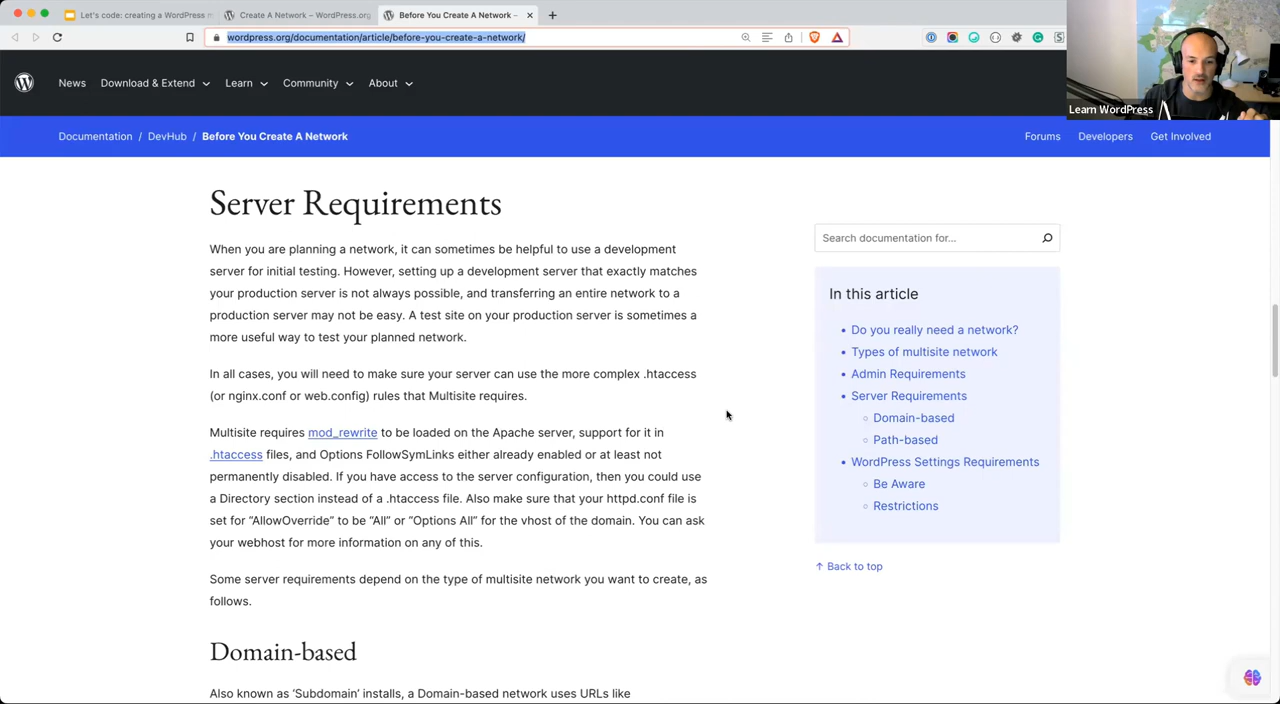 Let's code: creating a WordPress m
Create A Network – WordPress.org
Before You Create A Network –
wordpress.org/documentation/article/before-you-create-a-network/
News
Download & Extend
Learn
Community
About
Learn WordPress
Documentation / DevHub / Before You Create A Network
Forums
Developers
Get Involved
Server Requirements
When you are planning a network, it can sometimes be helpful to use a development
server for initial testing. However, setting up a development server that exactly matches
your production server is not always possible, and transferring an entire network to a
production server may not be easy. A test site on your production server is sometimes a
more useful way to test your planned network.
In all cases, you will need to make sure your server can use the more complex .htaccess
(or nginx.conf or web.config) rules that Multisite requires.
Multisite requires mod_rewrite to be loaded on the Apache server, support for it in
.htaccess files, and Options FollowSymLinks either already enabled or at least not
permanently disabled. If you have access to the server configuration, then you could use
a Directory section instead of a .htaccess file. Also make sure that your httpd.conf file is
set for “AllowOverride” to be “All” or “Options All” for the vhost of the domain. You can ask
your webhost for more information on any of this.
Some server requirements depend on the type of multisite network you want to create, as
follows.
Domain-based
Also known as ‘Subdomain’ installs, a Domain-based network uses URLs like
Search documentation for...
In this article
• Do you really need a network?
• Types of multisite network
• Admin Requirements
• Server Requirements
○ Domain-based
○ Path-based
• WordPress Settings Requirements
○ Be Aware
○ Restrictions
↑ Back to top